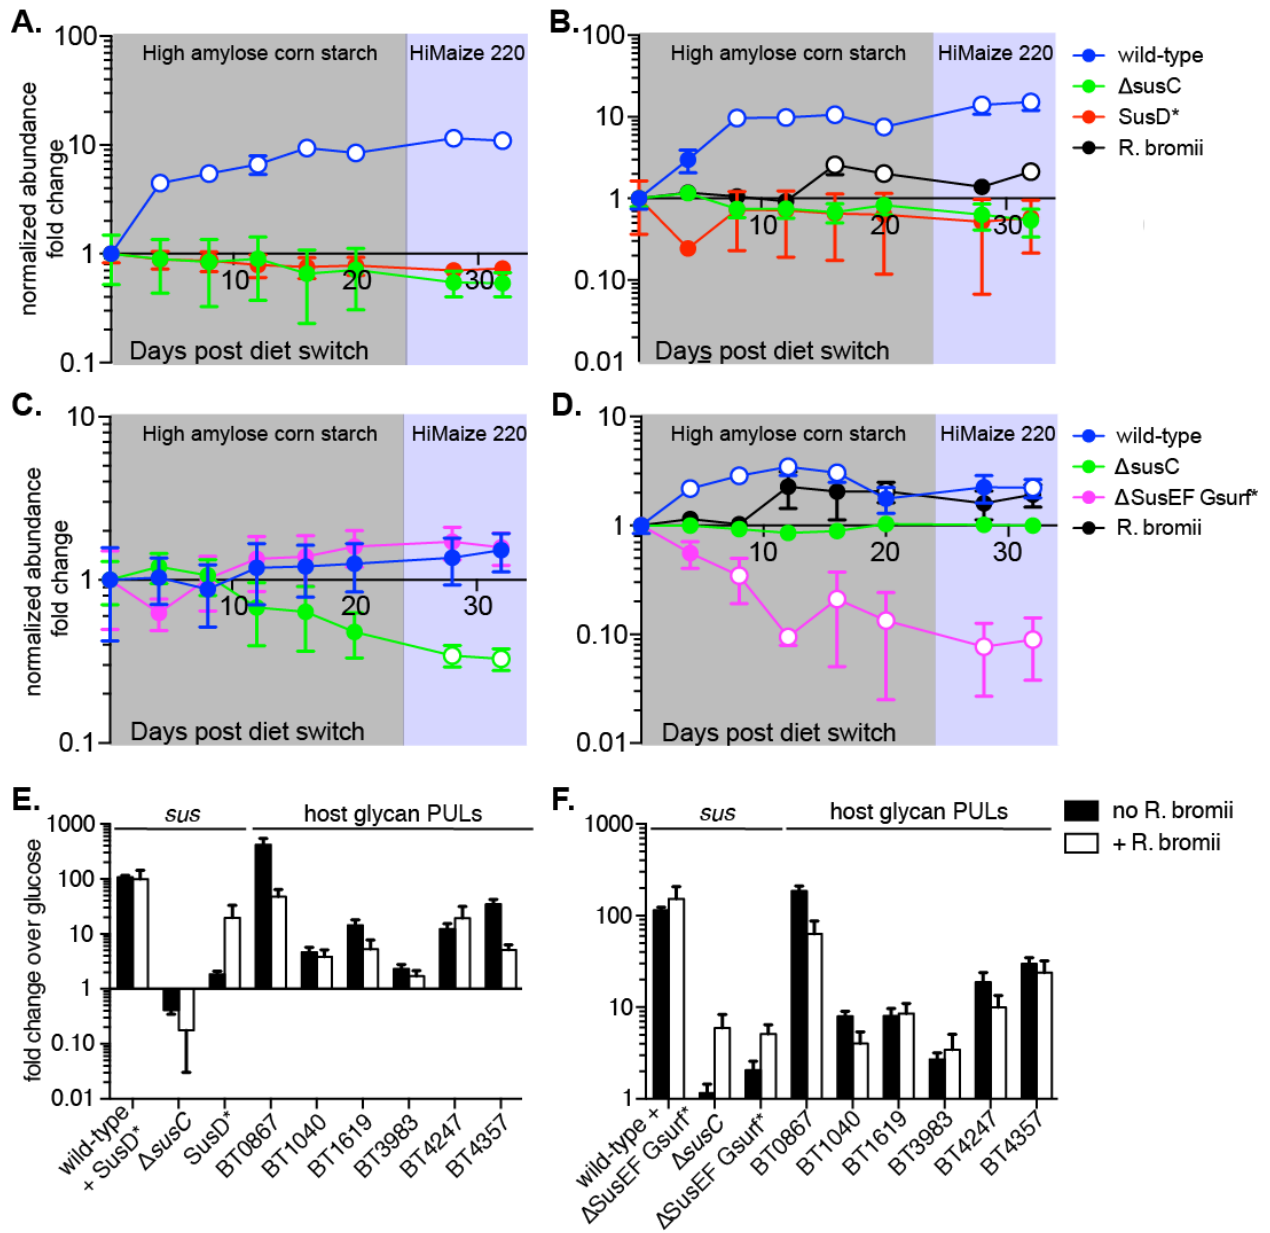 A.
High amylose corn starch
HiMaize 220
100
10
1
0.1
10
20
30
normalized abundance
fold change
Days post diet switch
B.
High amylose corn starch
HiMaize 220
100
10
1
0.10
0.01
10
20
30
Days post diet switch
wild-type
ΔsusC
SusD*
R. bromii
C.
High amylose corn starch
HiMaize 220
10
1
0.1
10
20
30
normalized abundance
fold change
Days post diet switch
D.
High amylose corn starch
HiMaize 220
10
1
0.10
0.01
10
20
30
Days post diet switch
wild-type
ΔsusC
ΔSusEF Gsurf*
R. bromii
E.
sus
host glycan PULs
1000
100
10
1
0.10
0.01
fold change over glucose
wild-type
+ SusD*
ΔsusC
SusD*
BT0867
BT1040
BT1619
BT3983
BT4247
BT4357
F.
sus
host glycan PULs
1000
100
10
1
wild-type +
ΔSusEF Gsurf*
ΔsusC
ΔSusEF Gsurf*
BT0867
BT1040
BT1619
BT3983
BT4247
BT4357
no R. bromii
+ R. bromii